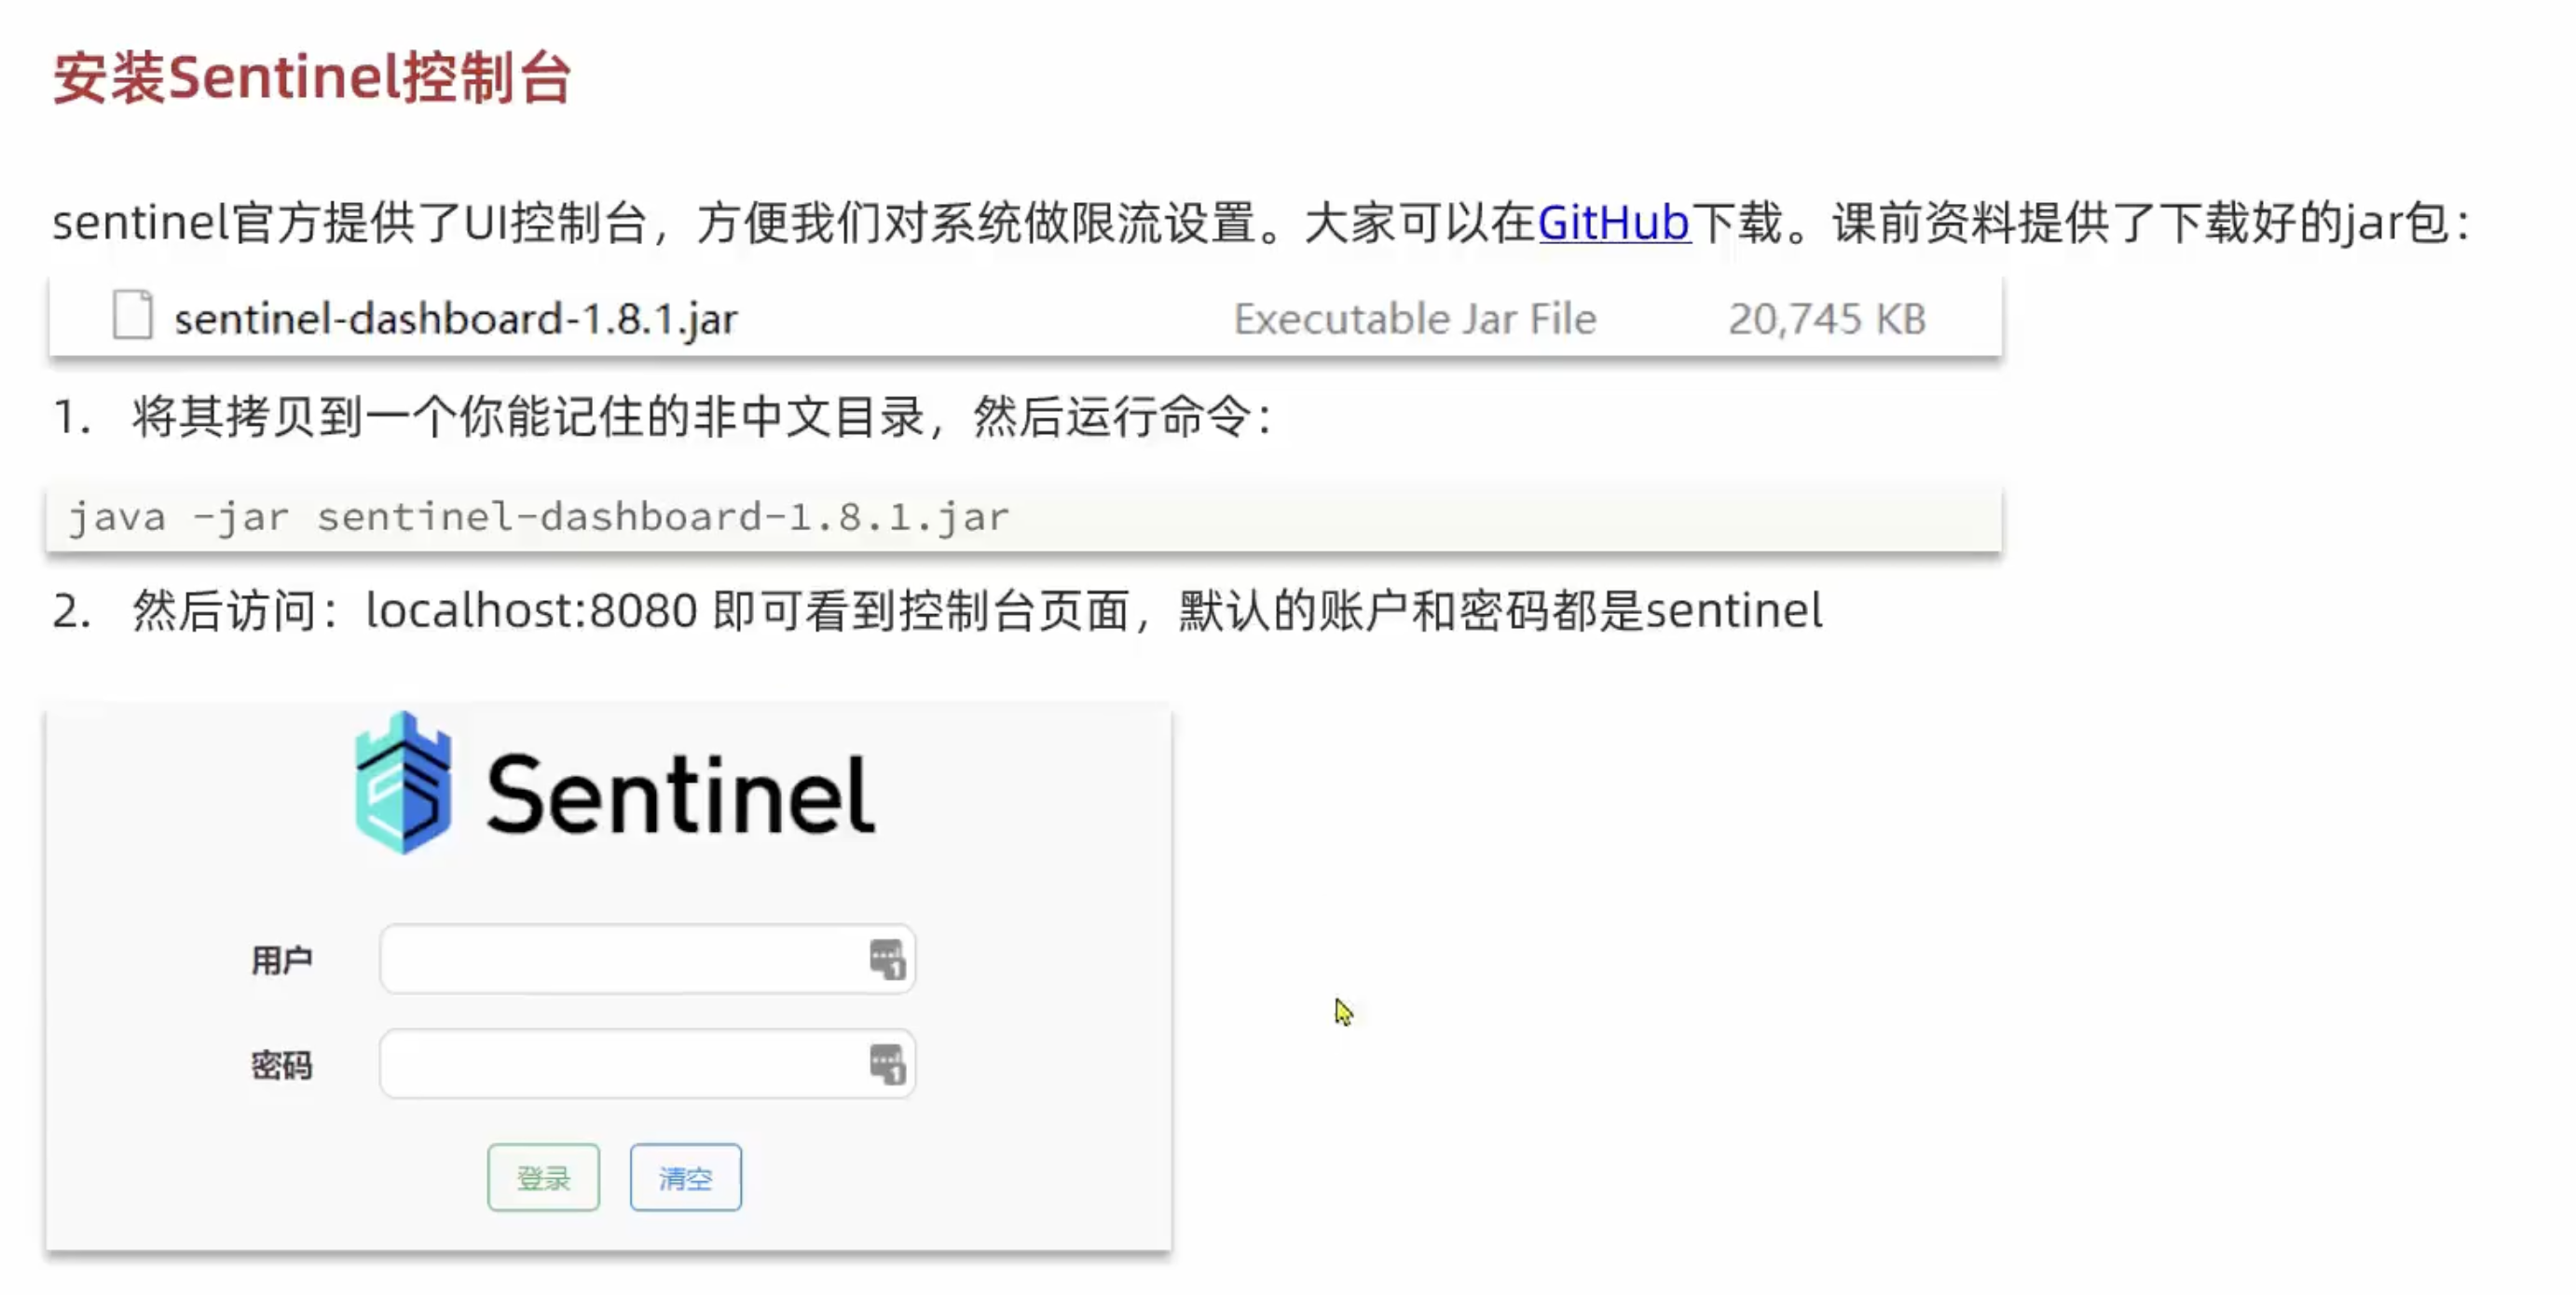 安装Sentinel控制台
sentinel官方提供了UI控制台，方便我们对系统做限流设置。大家可以在GitHub下载。课前资料提供了下载好的jar包：
sentinel-dashboard-1.8.1.jar Executable Jar File 20,745 KB
1. 将其拷贝到一个你能记住的非中文目录，然后运行命令：
java -jar sentinel-dashboard-1.8.1.jar
2. 然后访问：localhost:8080 即可看到控制台页面，默认的账户和密码都是sentinel
Sentinel
用户
密码
登录 清空